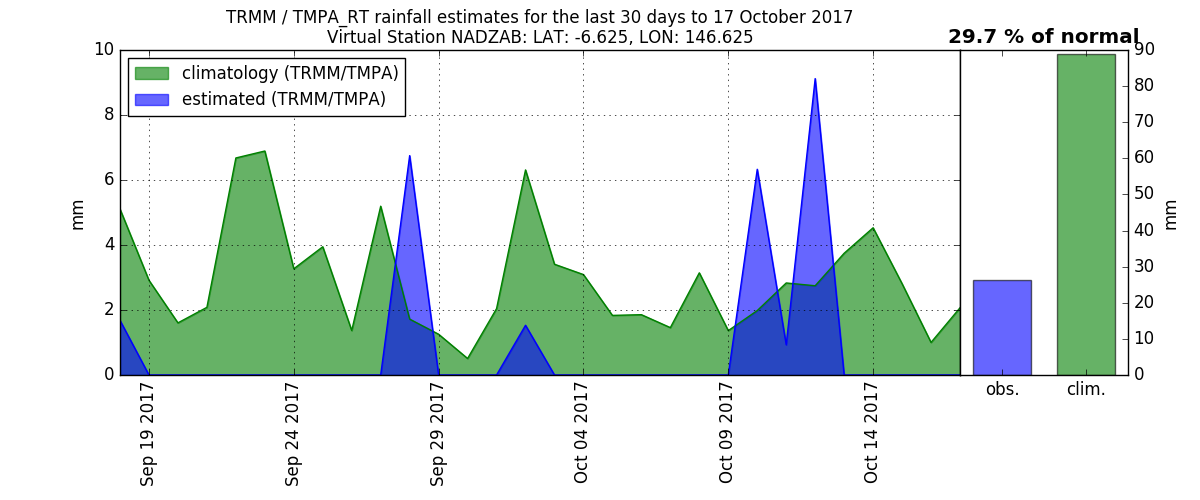 TRMM / TMPA_RT rainfall estimates for the last 30 days to 17 October 2017
Virtual Station NADZAB: LAT: -6.625, LON: 146.625
29.7 % of normal
climatology (TRMM/TMPA)
estimated (TRMM/TMPA)
10
8
6
4
2
0
mm
Sep 19 2017
Sep 24 2017
Sep 29 2017
Oct 04 2017
Oct 09 2017
Oct 14 2017
obs.
clim.
90
80
70
60
50
40
30
20
10
0
mm